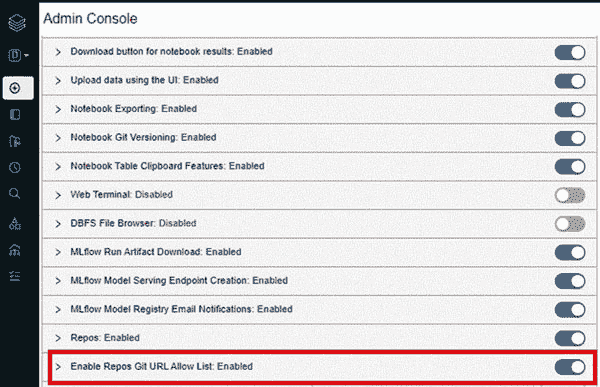 Admin Console
Download button for notebook results: Enabled
Upload data using the UI: Enabled
Notebook Exporting: Enabled
Notebook Git Versioning: Enabled
Notebook Table Clipboard Features: Enabled
Web Terminal: Disabled
DBFS File Browser: Disabled
MLflow Run Artifact Download: Enabled
MLflow Model Serving Endpoint Creation: Enabled
MLflow Model Registry Email Notifications: Enabled
Repos: Enabled
Enable Repos Git URL Allow List: Enabled